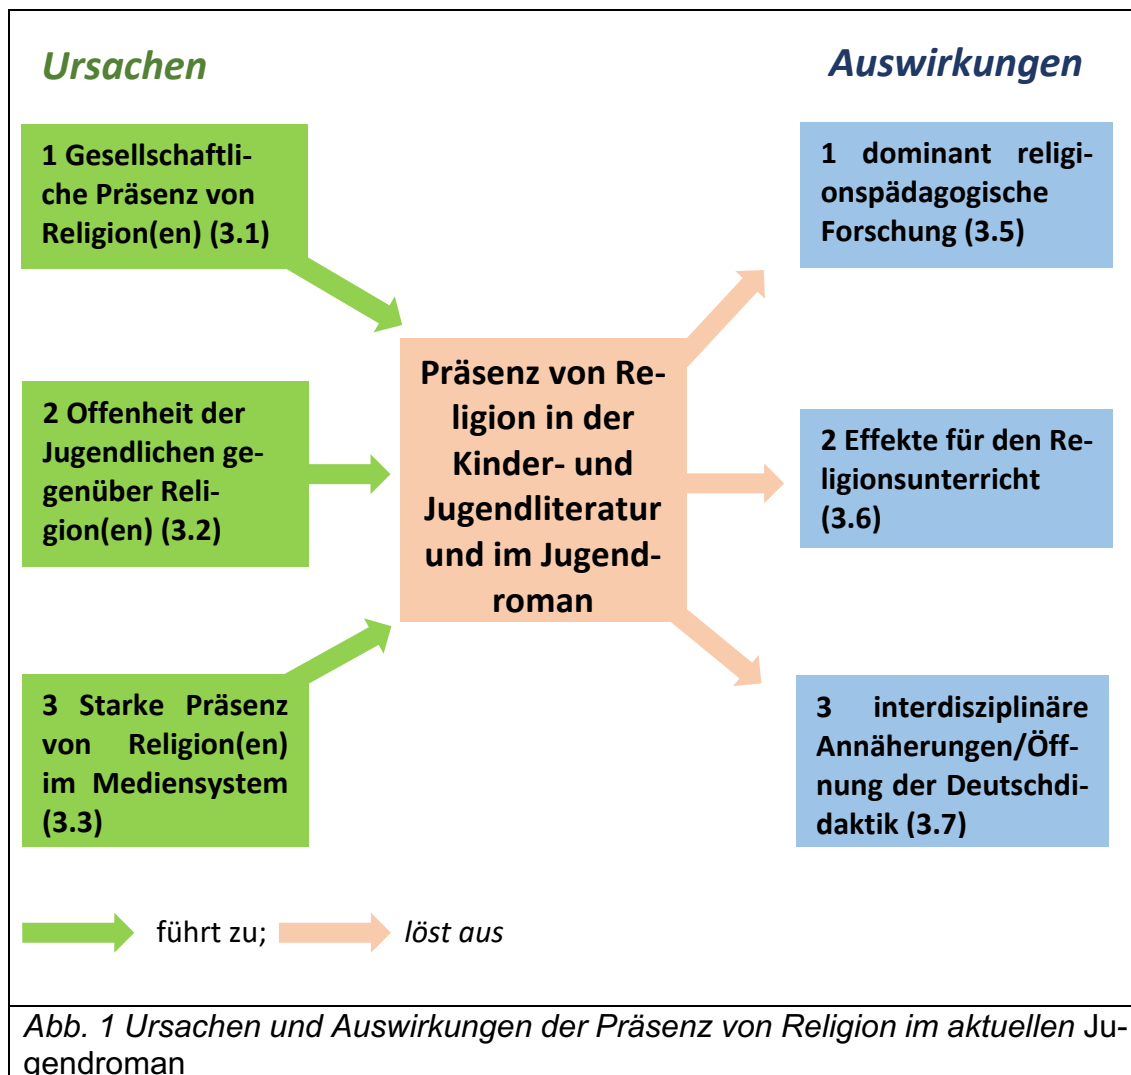 Ursachen
1 Gesellschaftli-
che Präsenz von
Religion(en) (3.1)
2 Offenheit der
Jugendlichen ge-
genüber Reli-
gion(en) (3.2)
3 Starke Präsenz
von Religion(en)
im Mediensystem
(3.3)
Präsenz von Re-
ligion in der
Kinder- und
Jugendliteratur
und im Jugend-
roman
Auswirkungen
1 dominant religi-
onspädagogische
Forschung (3.5)
2 Effekte für den Re-
ligionsunterricht
(3.6)
3 interdisziplinäre
Annäherungen/Öff-
nung der Deutschdi-
daktik (3.7)
führt zu; löst aus
Abb. 1 Ursachen und Auswirkungen der Präsenz von Religion im aktuellen Ju-
gendroman